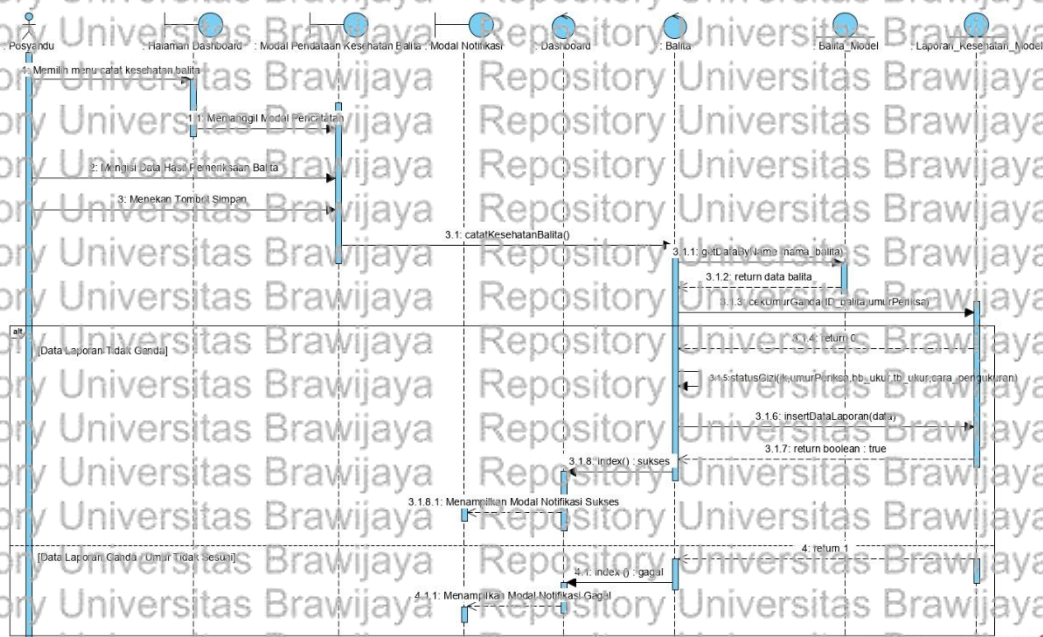 : Posyandu : Halaman Dashboard : Modal Pendataan Kesehatan Balita : Modal Notifikasi : Dashboard : Balita : Balita_Model : Laporan_Kesehatan_Model
1: Memilih menu catat kesehatan balita
1.1: Memanggil Modal Pencatatan
2: Mengisi Data Hasil Pemeriksaan Balita
3: Menekan Tombol Simpan
3.1: catatKesehatanBalita()
3.1.1: getDataByName(nama_balita)
3.1.2: return data balita
3.1.3: cekUmurGanda(ID_balita,umurPeriksa)
alt
3.1.4: return 0
[Data Laporan Tidak Ganda]
3.1.5:statusGizi(jk,umurPeriksa,bb_ukur,tb_ukur,cara_pengukuran)
3.1.6: insertDataLaporan(data)
3.1.7: return boolean : true
3.1.8: index() : sukses
3.1.8.1: Menampilkan Modal Notifikasi Sukses
4: return 1
[Data Laporan Ganda / Umur Tidak Sesuai]
4.1: index () : gagal
4.1.1: Menampilkan Modal Notifikasi Gagal
Repository Universitas Brawijaya